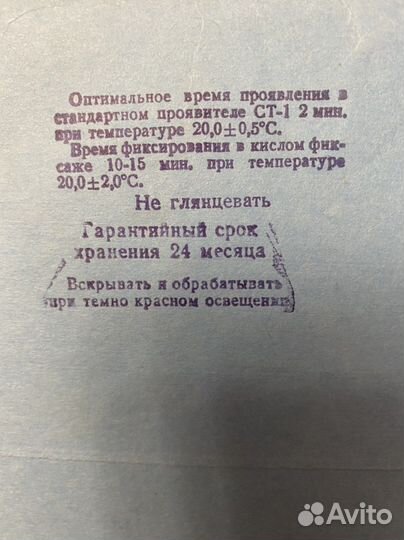 Оптимальное время проявления в
стандартном проявителе СТ-1 2 мин.
при температуре 20,0±0,5°С.
Время фиксирования в кислом фик-
саже 10-15 мин. при температуре
20,0±2,0°С.
Не глянцевать
Гарантийный срок
хранения 24 месяца
Вскрывать и обрабатывать
при темно красном освещении
Avito